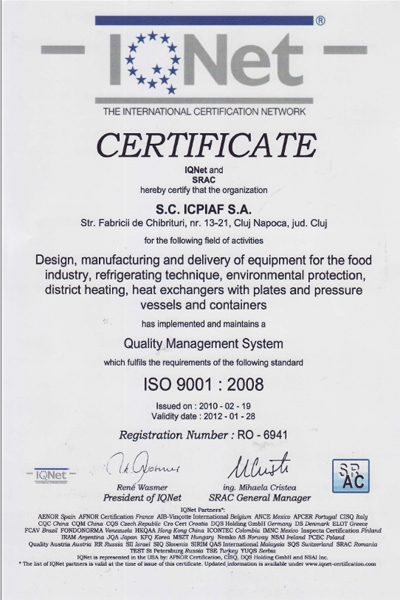 IQNet ®
THE INTERNATIONAL CERTIFICATION NETWORK
CERTIFICATE
IQNet and
SRAC
hereby certify that the organization
S.C. ICPIAF S.A.
Str. Fabricii de Chibrituri, nr. 13-21, Cluj Napoca, jud. Cluj
for the following field of activities
Design, manufacturing and delivery of equipment for the food
industry, refrigerating technique, environmental protection,
district heating, heat exchangers with plates and pressure
vessels and containers
has implemented and maintains a
Quality Management System
which fulfils the requirements of the following standard
ISO 9001 : 2008
Issued on : 2010 - 02 - 19
Validity date : 2012 - 01 - 28
Registration Number : RO - 6941
IQNet
René Wasmer
President of IQNet
ing. Mihaela Cristea
SRAC General Manager
SR
AC
IQNet Partners*:
AENOR Spain AFNOR Certification France AIB-Vinçotte International Belgium ANCE Mexico APCER Portugal CISQ Italy
CQC China CQM China CQS Czech Republic Cro Cert Croatia DQS Holding GmbH Germany DS Denmark ELOT Greece
FCAV Brazil FONDONORMA Venezuela HKQAA Hong Kong China ICONTEC Colombia IMNC Mexico Inspecta Certification Finland
IRAM Argentina JQA Japan KFQ Korea MSZT Hungary Nemko AS Norway NSAI Ireland PCBC Poland
Quality Austria Austria RR Russia SII Israel SIQ Slovenia SIRIM QAS International Malaysia SQS Switzerland SRAC Romania
TEST St Petersburg Russia TSE Turkey YUQS Serbia
IQNet is represented in the USA by: AFNOR Certification, CISQ, DQS Holding GmbH and NSAI Inc.
* The list of IQNet partners is valid at the time of issue of this certificate. Updated information is available under www.iqnet-certification.com